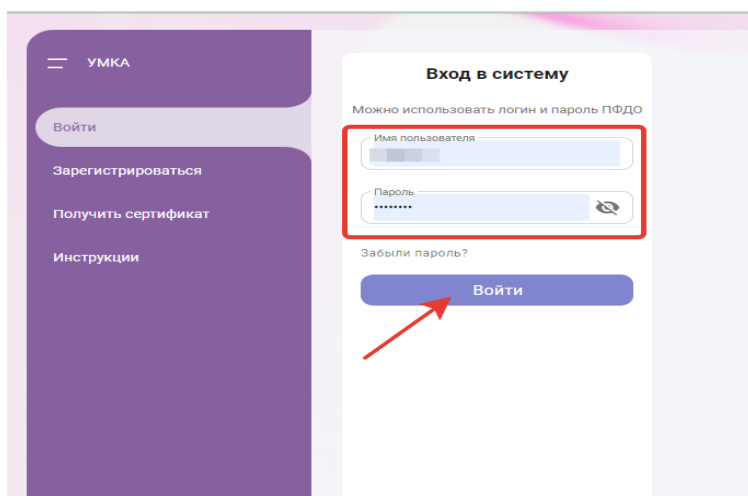 УМКА
Войти
Зарегистрироваться
Получить сертификат
Инструкции
Вход в систему
Можно использовать логин и пароль ПФДО
Имя пользователя
Пароль
••••••••
Забыли пароль?
Войти